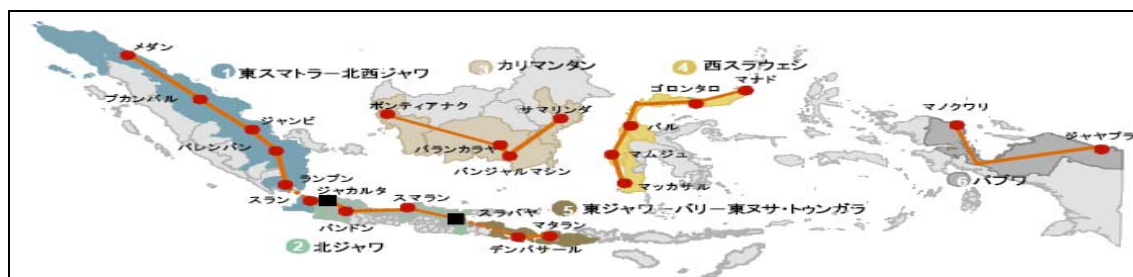 メダン
1 東スマトラー北西ジャワ
プカンバル
ジャンビ
パレンバン
ランプン
スラン
ジャカルタ
バンドン
スマラン
スラバヤ
2 北ジャワ
3 カリマンタン
ポンティアナク
サマリンダ
パランカラヤ
バンジャルマシン
4 西スラウェシ
マナド
ゴロンタロ
パル
マムジュ
マッカサル
5 東ジャワーバリー東ヌサ・トゥンガラ
マタラン
デンパサール
マノクワリ
ジャヤプラ
6 パプワ